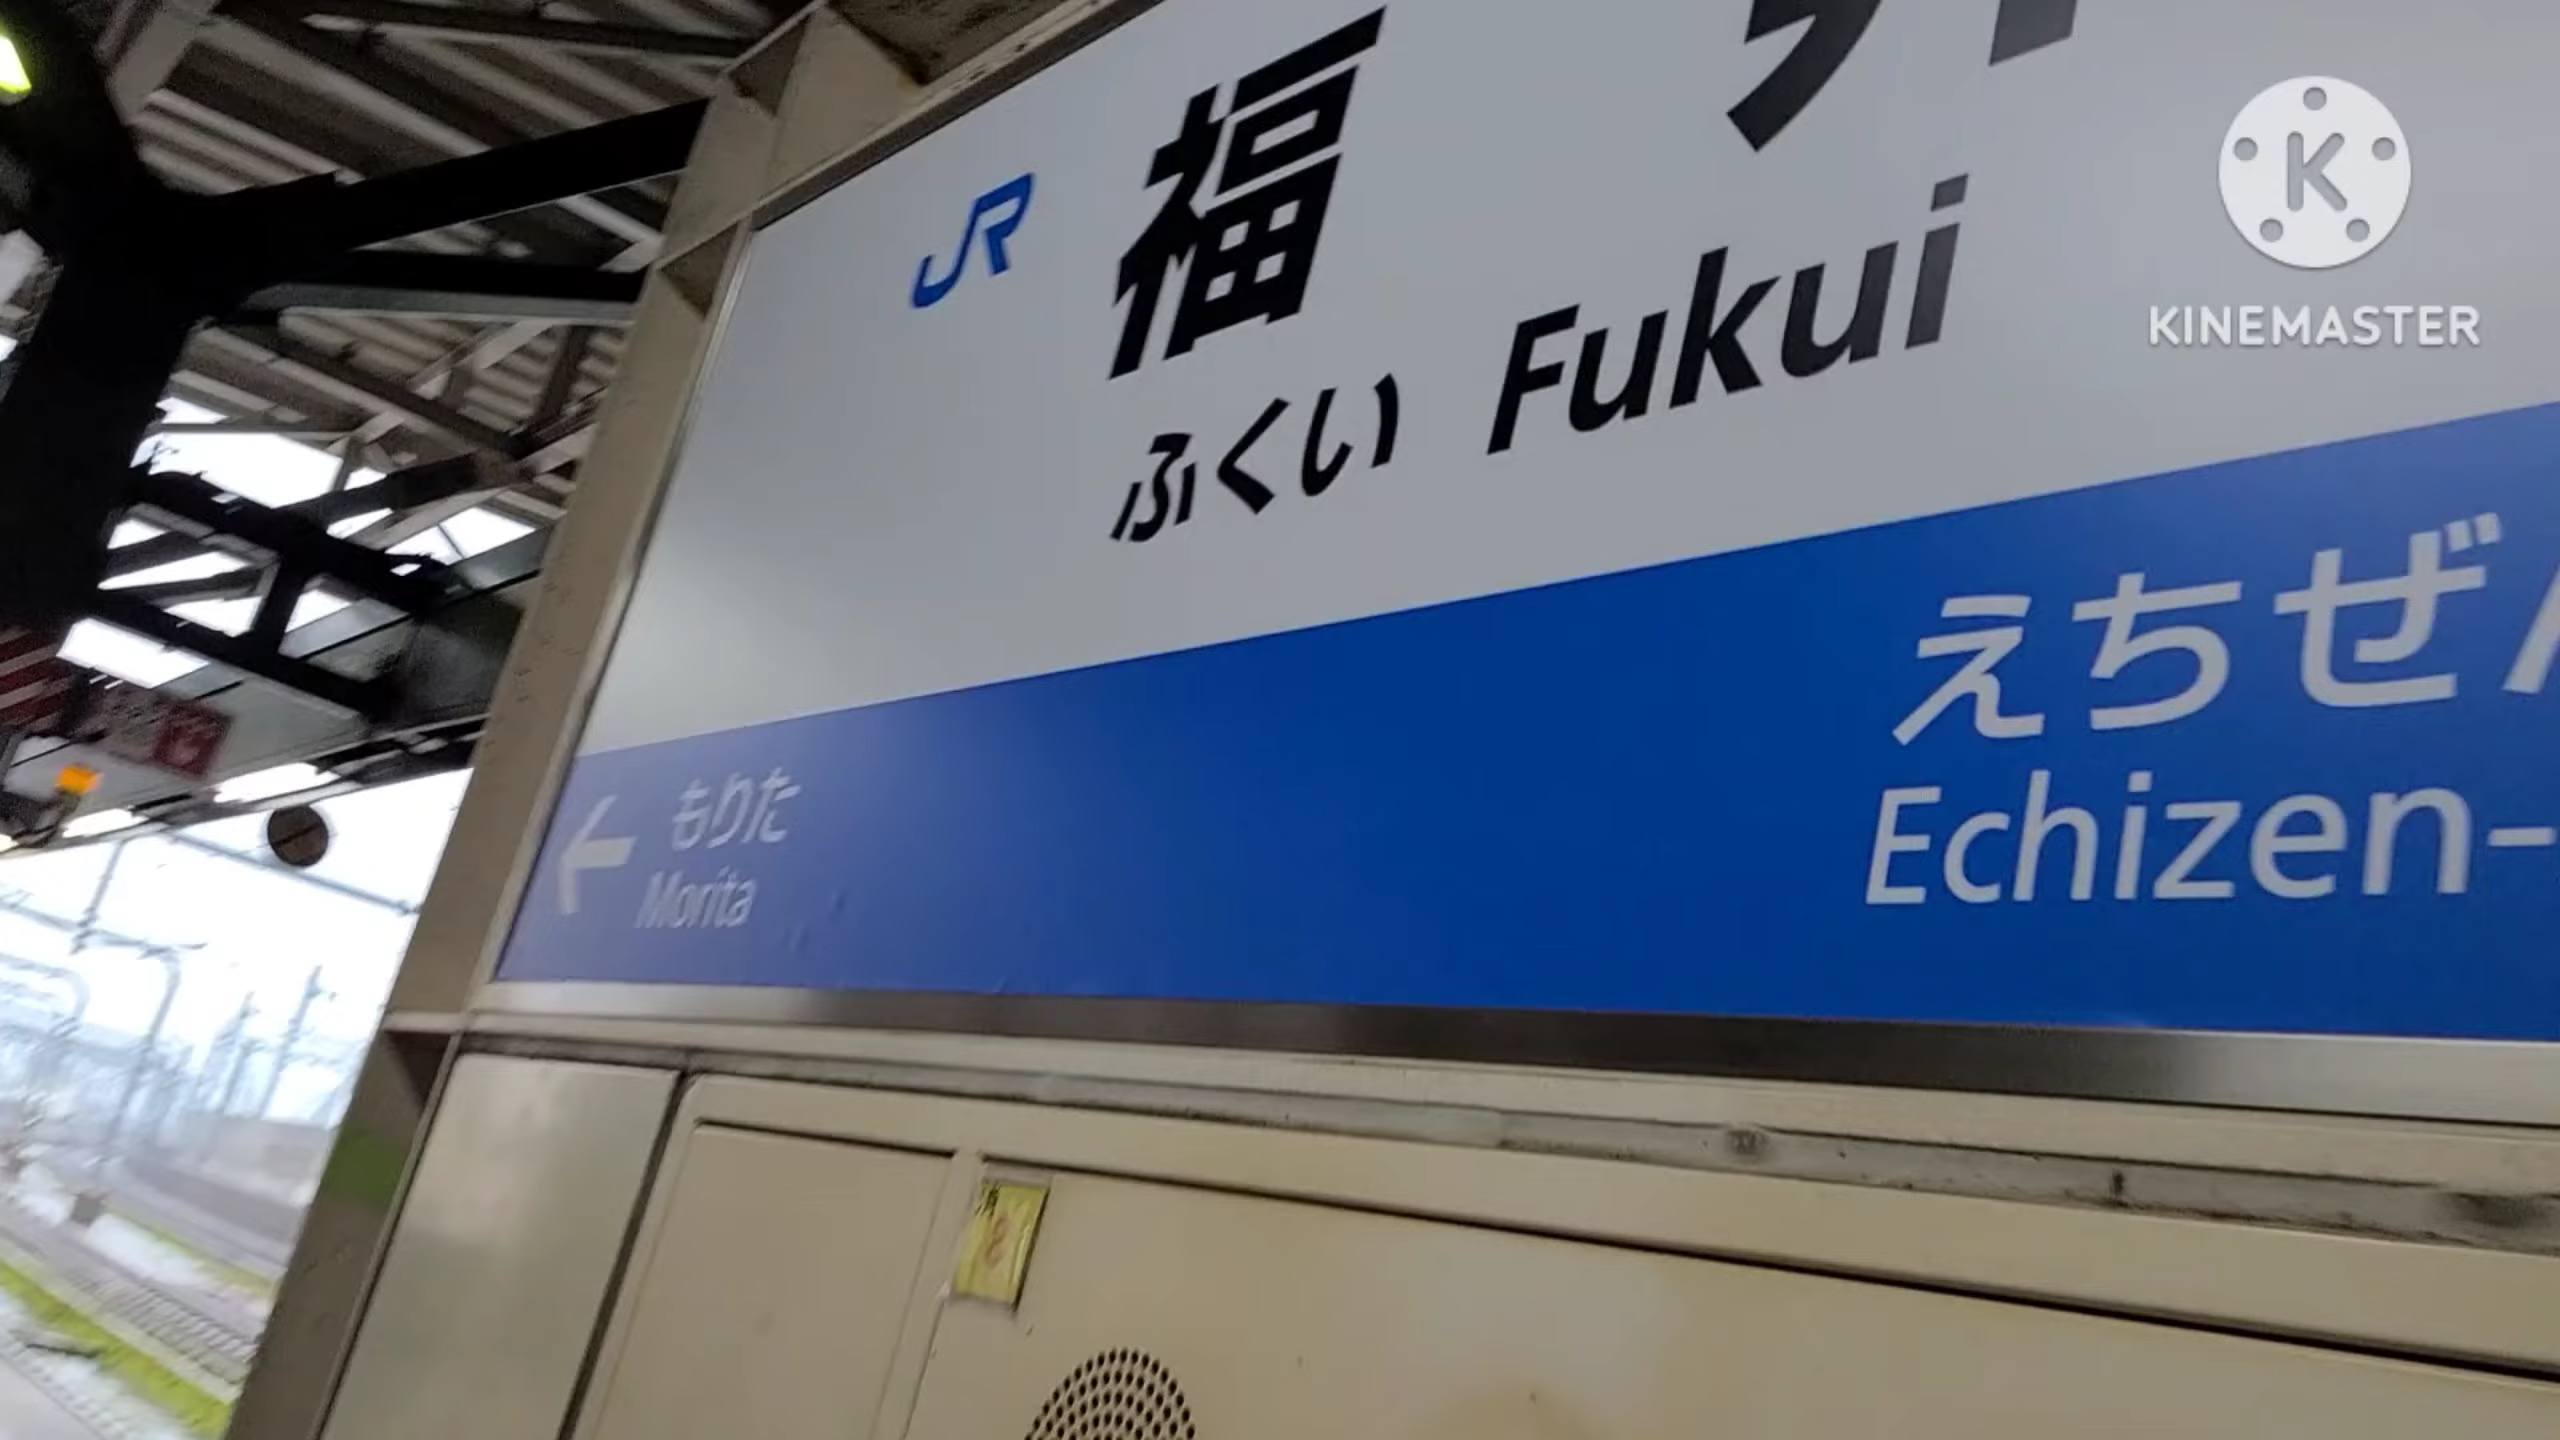 JR 福
ふくい Fukui
えちぜ
Echizen-
← もりた
Morita
K
KINEMASTER